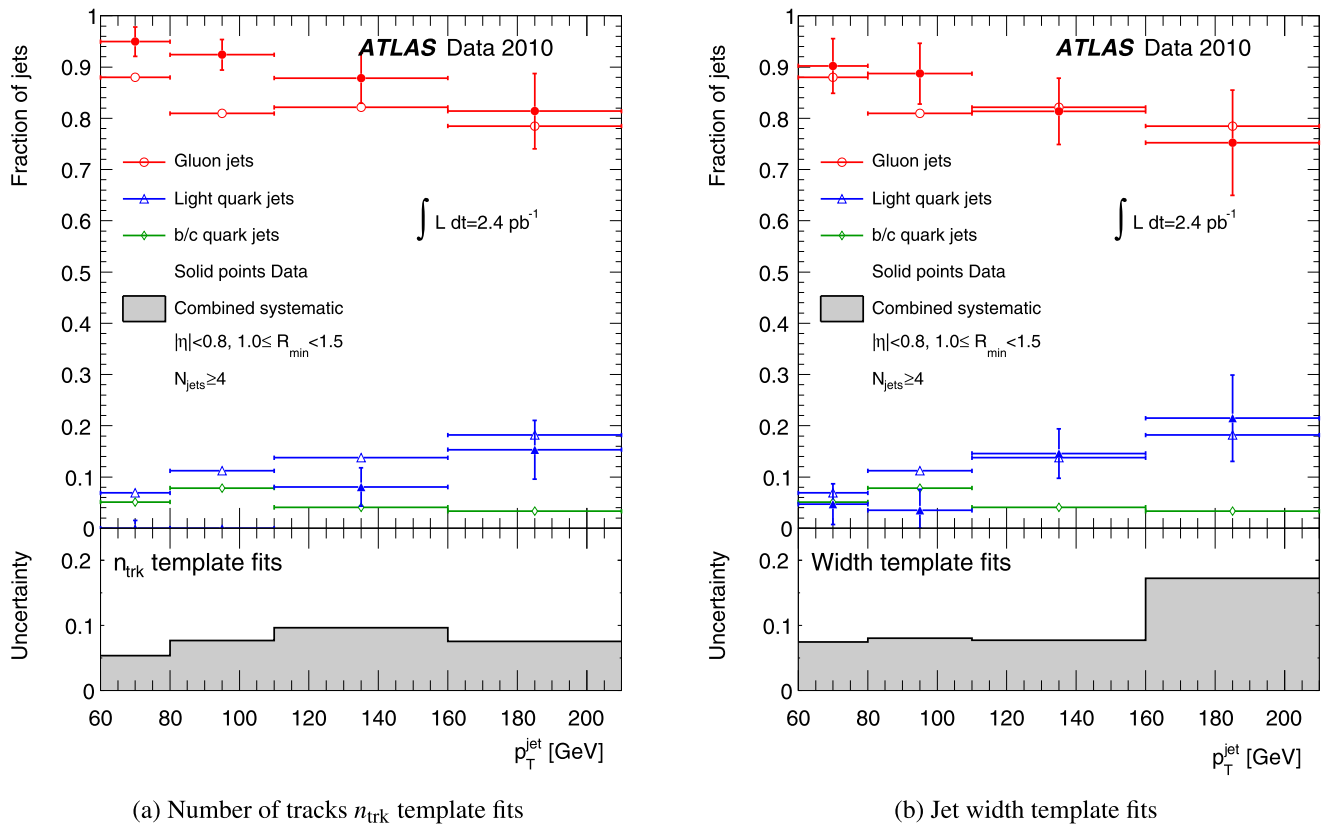 Fraction of jets
1
0.9
0.8
0.7
0.6
0.5
0.4
0.3
0.2
0.1
0
ATLAS Data 2010
Gluon jets
Light quark jets
b/c quark jets
Solid points Data
Combined systematic
|η|<0.8, 1.0≤ R_min<1.5
N_jets≥4
∫ L dt=2.4 pb⁻¹
Uncertainty
0.2
0.1
0
n_trk template fits
60 80 100 120 140 160 180 200
p_T^jet [GeV]
(a) Number of tracks n_trk template fits
Fraction of jets
1
0.9
0.8
0.7
0.6
0.5
0.4
0.3
0.2
0.1
0
ATLAS Data 2010
Gluon jets
Light quark jets
b/c quark jets
Solid points Data
Combined systematic
|η|<0.8, 1.0≤ R_min<1.5
N_jets≥4
∫ L dt=2.4 pb⁻¹
Uncertainty
0.2
0.1
0
Width template fits
60 80 100 120 140 160 180 200
p_T^jet [GeV]
(b) Jet width template fits